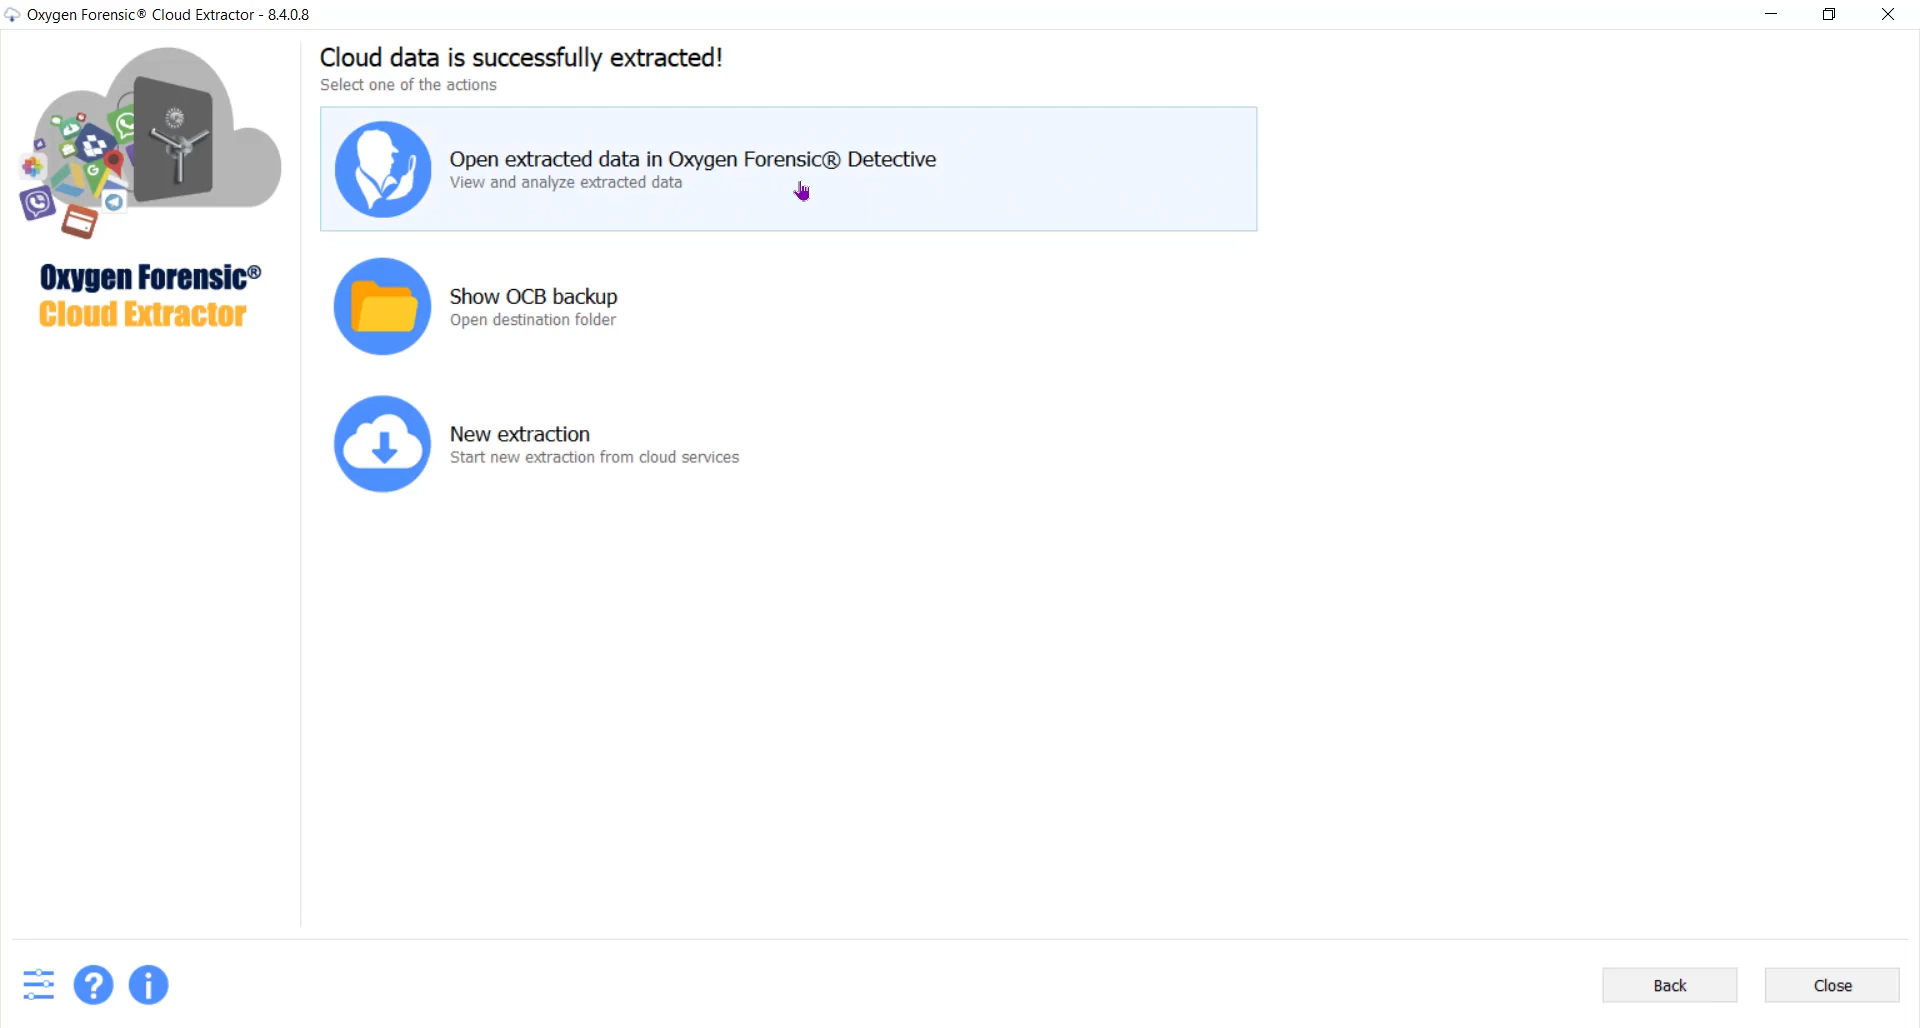 Oxygen Forensic® Cloud Extractor - 8.4.0.8
Cloud data is successfully extracted!
Select one of the actions
Open extracted data in Oxygen Forensic® Detective
View and analyze extracted data
Oxygen Forensic®
Cloud Extractor
Show OCB backup
Open destination folder
New extraction
Start new extraction from cloud services
Back
Close